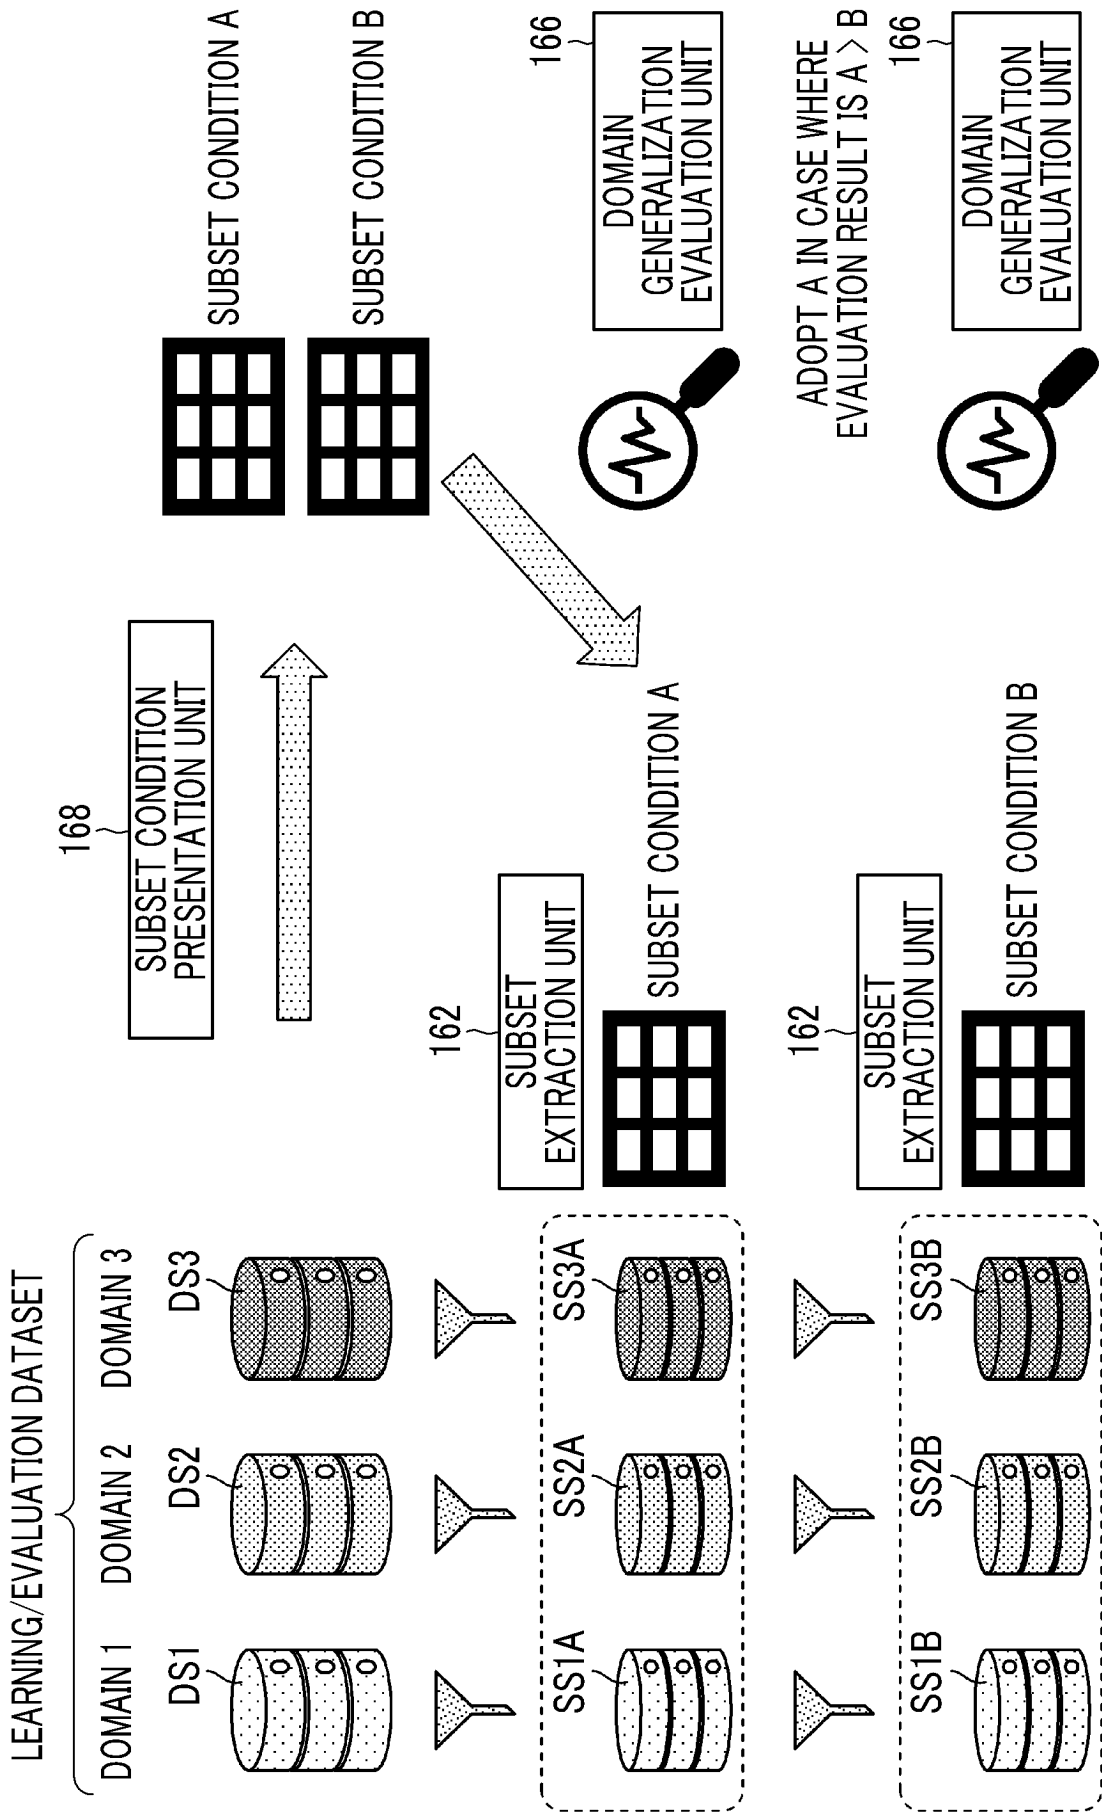 LEARNING/EVALUATION DATASET
DOMAIN 1
DOMAIN 2
DOMAIN 3
DS1
DS2
DS3
168
SUBSET CONDITION
PRESENTATION UNIT
SUBSET CONDITION A
SUBSET CONDITION B
SS1A
SS2A
SS3A
162
SUBSET
EXTRACTION UNIT
SUBSET CONDITION A
166
DOMAIN
GENERALIZATION
EVALUATION UNIT
ADOPT A IN CASE WHERE
EVALUATION RESULT IS A > B
SS1B
SS2B
SS3B
162
SUBSET
EXTRACTION UNIT
SUBSET CONDITION B
166
DOMAIN
GENERALIZATION
EVALUATION UNIT